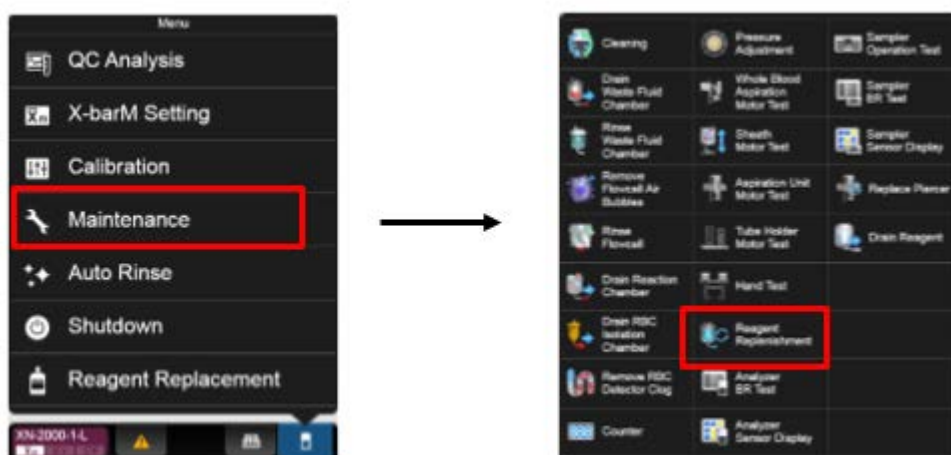 Menu
QC Analysis
X-barM Setting
Calibration
Maintenance
Auto Rinse
Shutdown
Reagent Replacement
XN-2000-1-L
Cleaning
Pressure
Adjustment
Sampler
Operation Test
Drain
Waste Fluid
Chamber
Whole Blood
Aspiration
Motor Test
Sampler
BR Test
Rinse
Waste Fluid
Chamber
Sheath
Motor Test
Sampler
Sensor Display
Remove
Flowcell Air
Bubbles
Aspiration Unit
Motor Test
Replace Piercer
Rinse
Flowcell
Tube Holder
Motor Test
Drain Reagent
Drain Reaction
Chamber
Hand Test
Drain RBC
Isolation
Chamber
Reagent
Replenishment
Remove RBC
Detector Clog
Analyzer
BR Test
Counter
Analyzer
Sensor Display